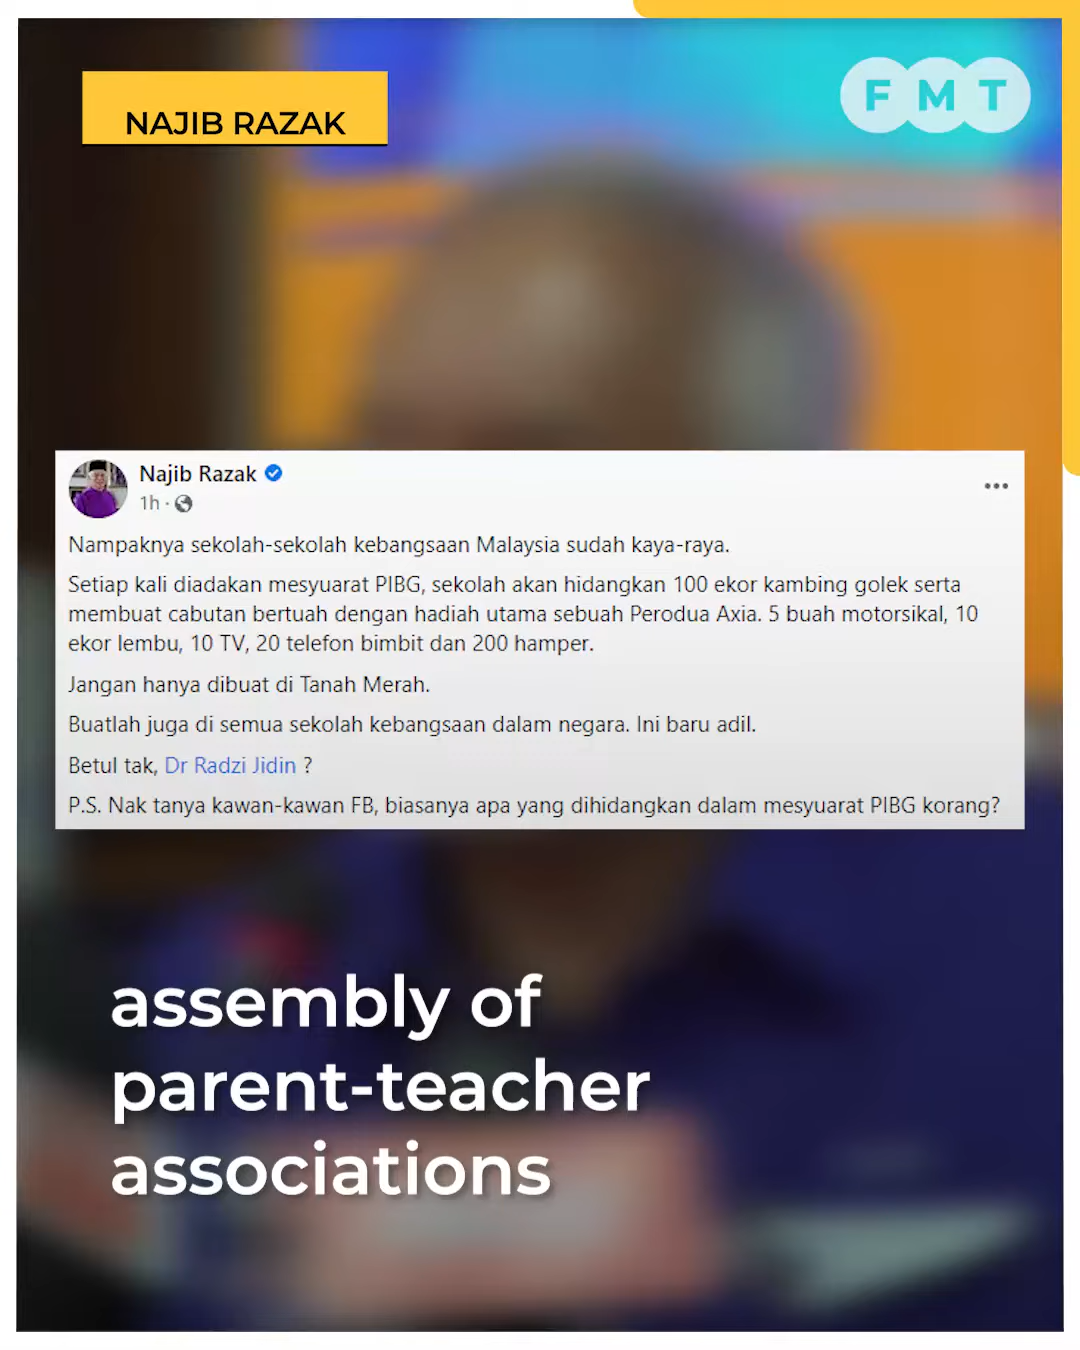 NAJIB RAZAK
FMT
Najib Razak
1h ·
Nampaknya sekolah-sekolah kebangsaan Malaysia sudah kaya-raya.
Setiap kali diadakan mesyuarat PIBG, sekolah akan hidangkan 100 ekor kambing golek serta
membuat cabutan bertuah dengan hadiah utama sebuah Perodua Axia. 5 buah motorsikal, 10
ekor lembu, 10 TV, 20 telefon bimbit dan 200 hamper.
Jangan hanya dibuat di Tanah Merah.
Buatlah juga di semua sekolah kebangsaan dalam negara. Ini baru adil.
Betul tak, Dr Radzi Jidin ?
P.S. Nak tanya kawan-kawan FB, biasanya apa yang dihidangkan dalam mesyuarat PIBG korang?
assembly of
parent-teacher
associations